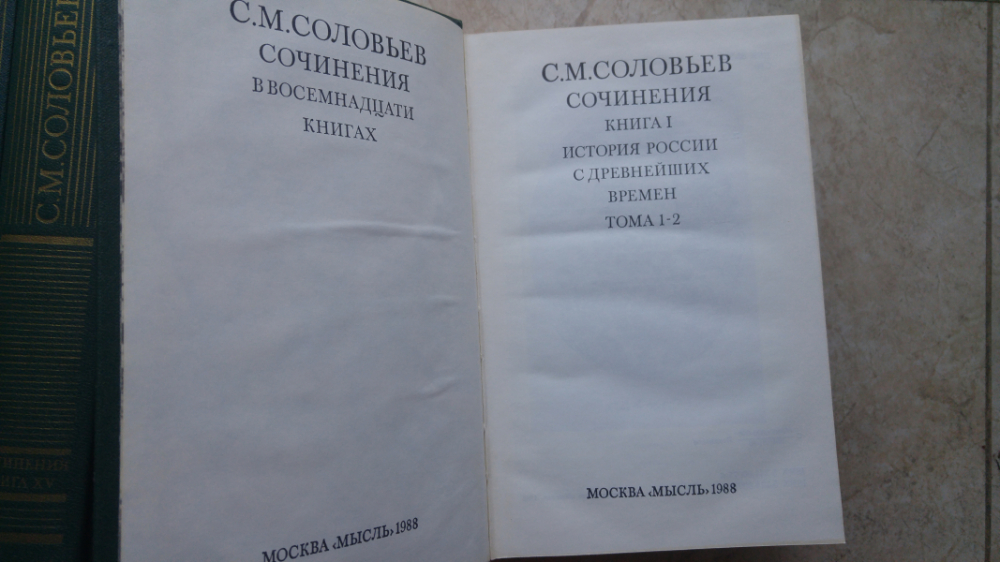 С.М.СОЛОВЬЕВ
С.М.СОЛОВЬЕВ
СОЧИНЕНИЯ
В ВОСЕМНАДЦАТИ
КНИГАХ
МОСКВА «МЫСЛЬ» 1988
С.М.СОЛОВЬЕВ
СОЧИНЕНИЯ
КНИГА I
ИСТОРИЯ РОССИИ
С ДРЕВНЕЙШИХ
ВРЕМЕН
ТОМА 1-2
МОСКВА «МЫСЛЬ» 1988